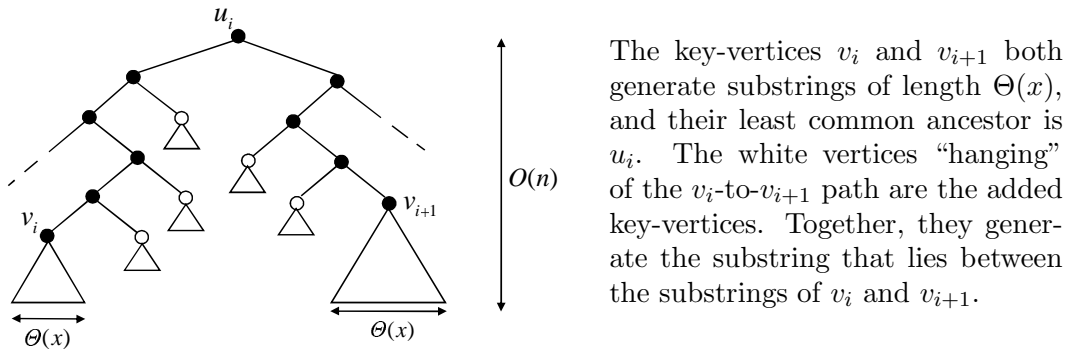 u_i
v_i
v_{i+1}
O(n)
Θ(x)
Θ(x)
The key-vertices v_i and v_{i+1} both
generate substrings of length Θ(x),
and their least common ancestor is
u_i. The white vertices “hanging”
of the v_i-to-v_{i+1} path are the added
key-vertices. Together, they gener-
ate the substring that lies between
the substrings of v_i and v_{i+1}.